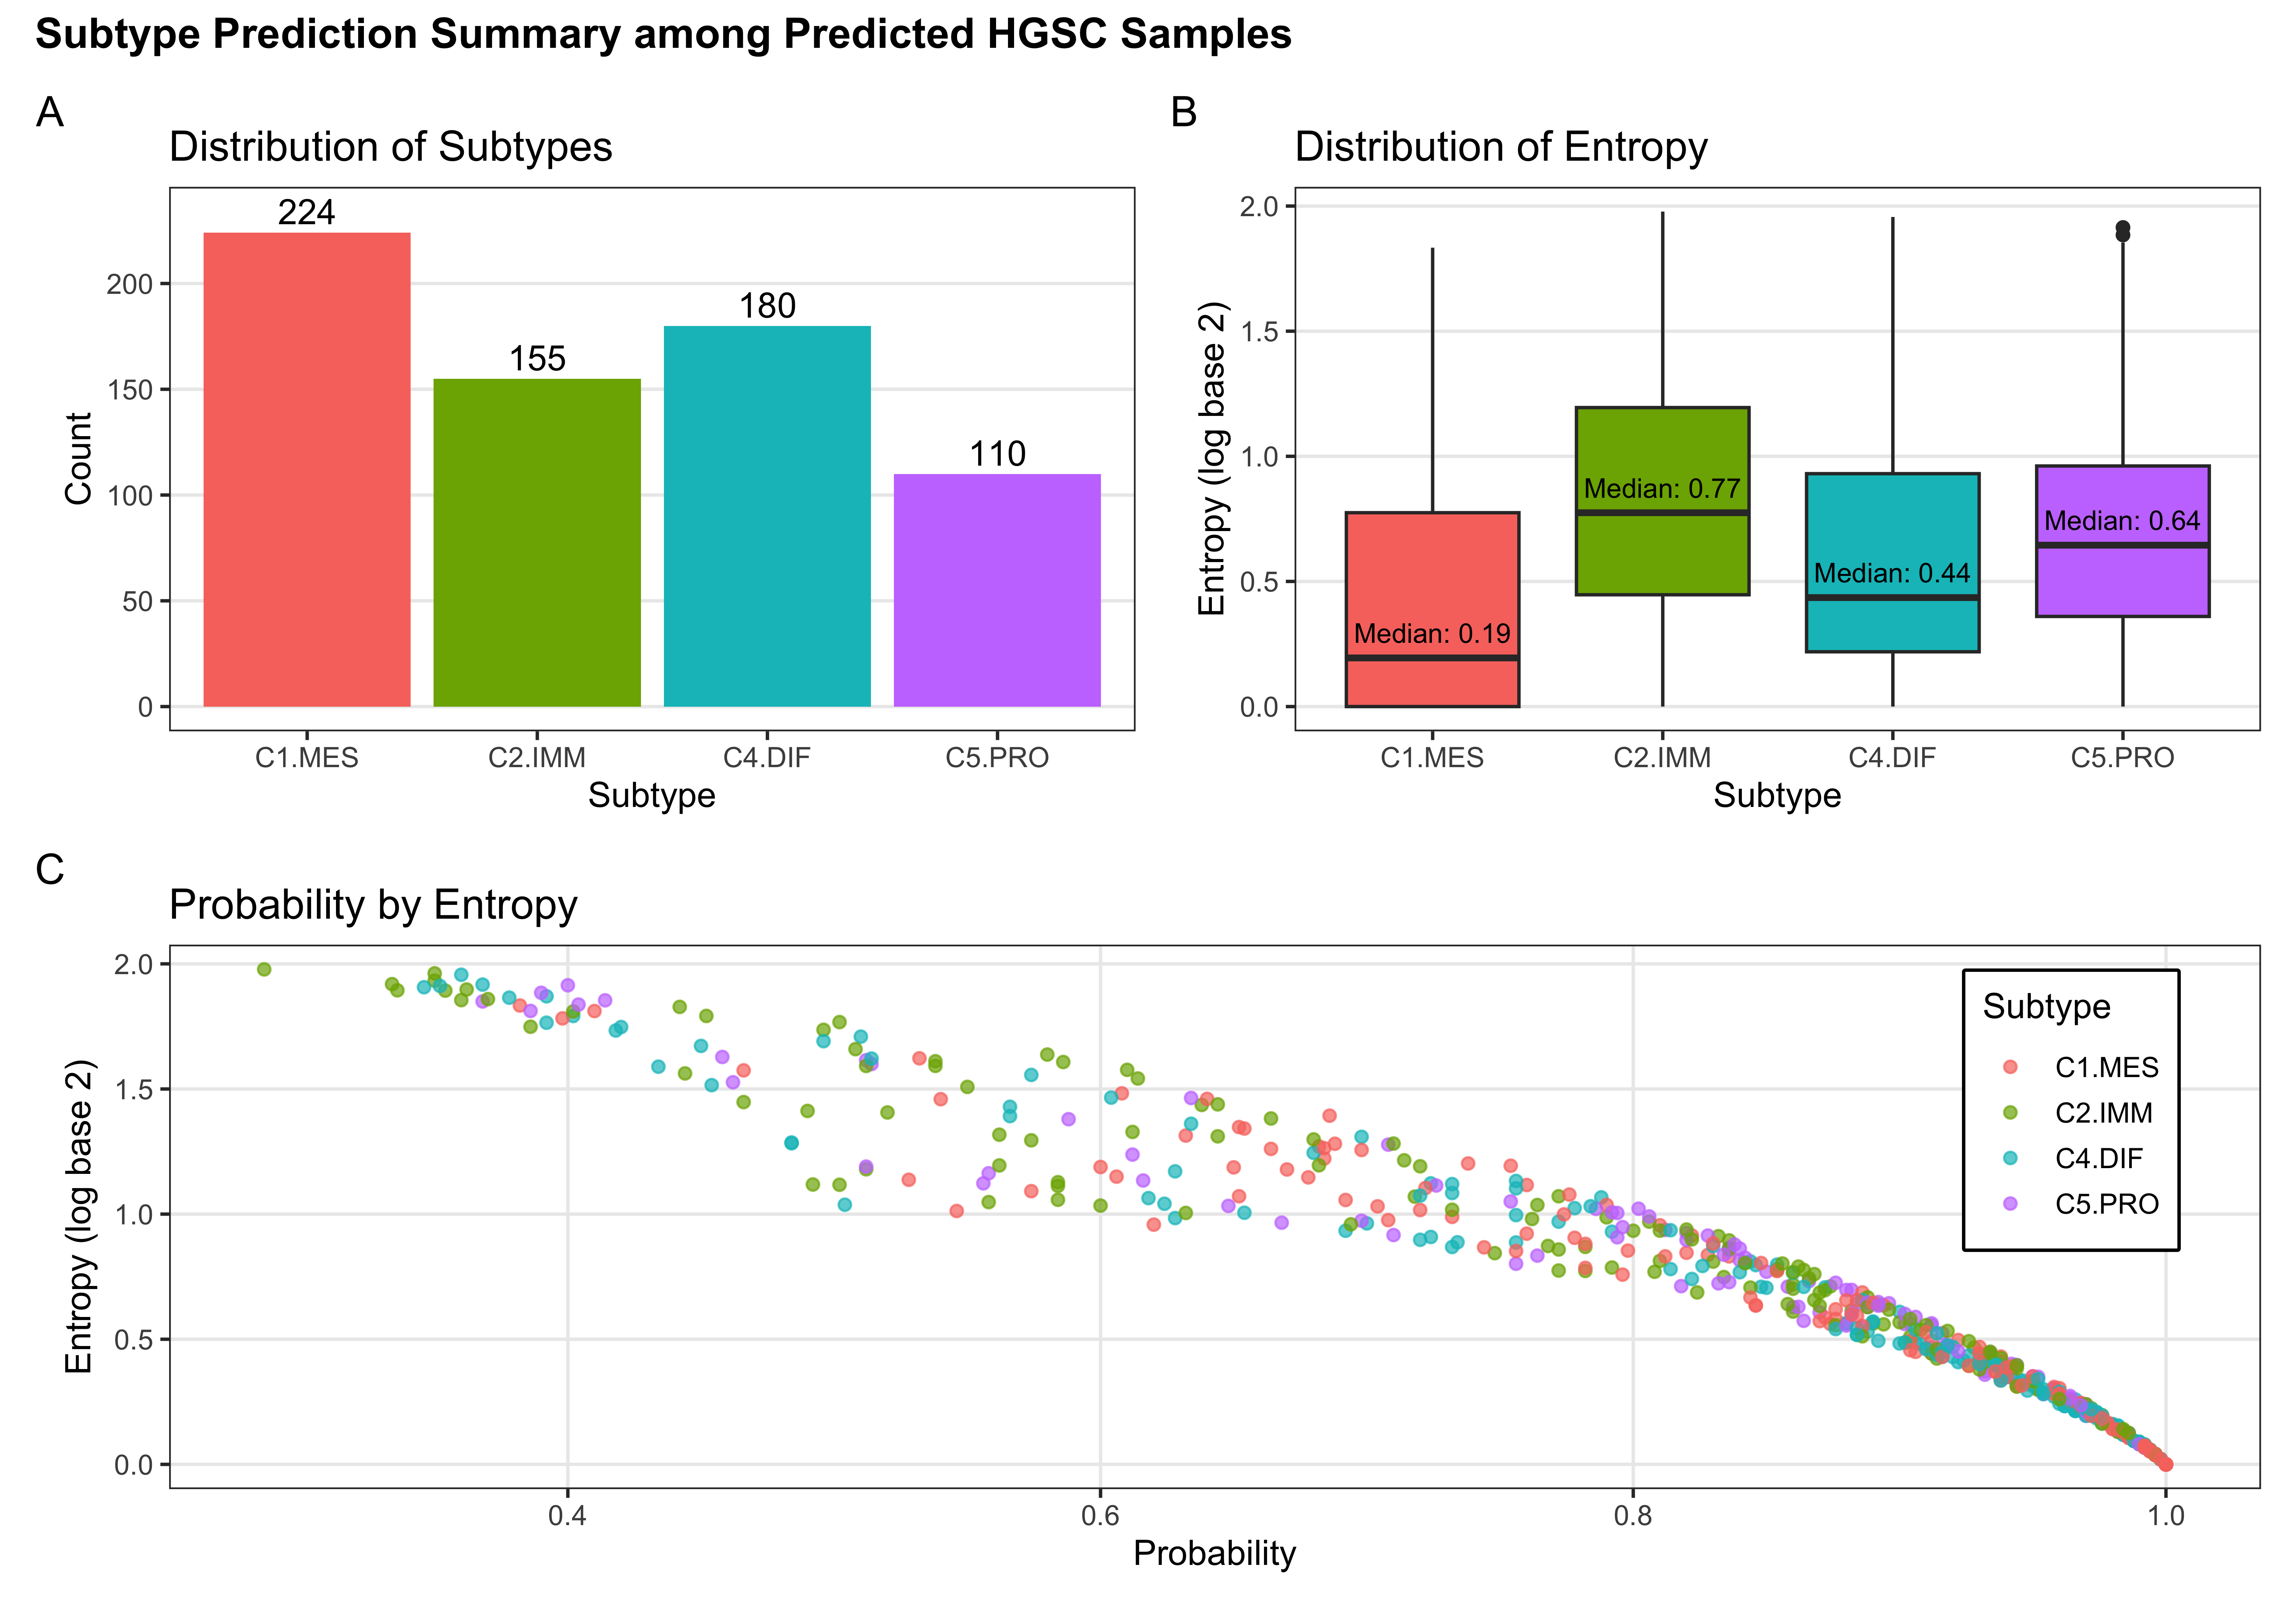 Subtype Prediction Summary among Predicted HGSC Samples
A
Distribution of Subtypes
224
155
180
110
200
150
100
50
0
Count
C1.MES
C2.IMM
C4.DIF
C5.PRO
Subtype
B
Distribution of Entropy
2.0
1.5
1.0
0.5
0.0
Entropy (log base 2)
Median: 0.19
Median: 0.77
Median: 0.44
Median: 0.64
C1.MES
C2.IMM
C4.DIF
C5.PRO
Subtype
C
Probability by Entropy
2.0
1.5
1.0
0.5
0.0
Entropy (log base 2)
Subtype
C1.MES
C2.IMM
C4.DIF
C5.PRO
0.4
0.6
0.8
1.0
Probability